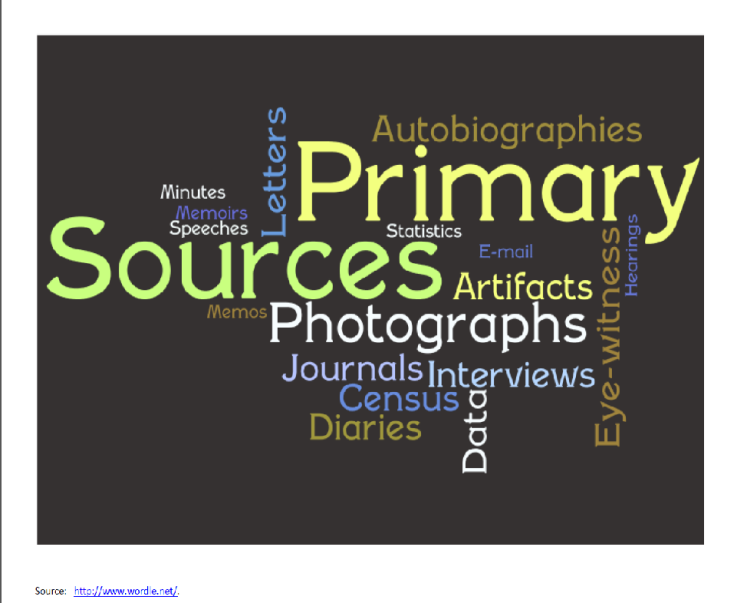 Autobiographies
Letters
Primary
Minutes
Memoirs
Speeches
Statistics
Sources
E-mail
Hearings
Artifacts
Eye-witness
Memos
Photographs
Journals
Interviews
Census
Data
Diaries
Source: http://www.wordle.net/.